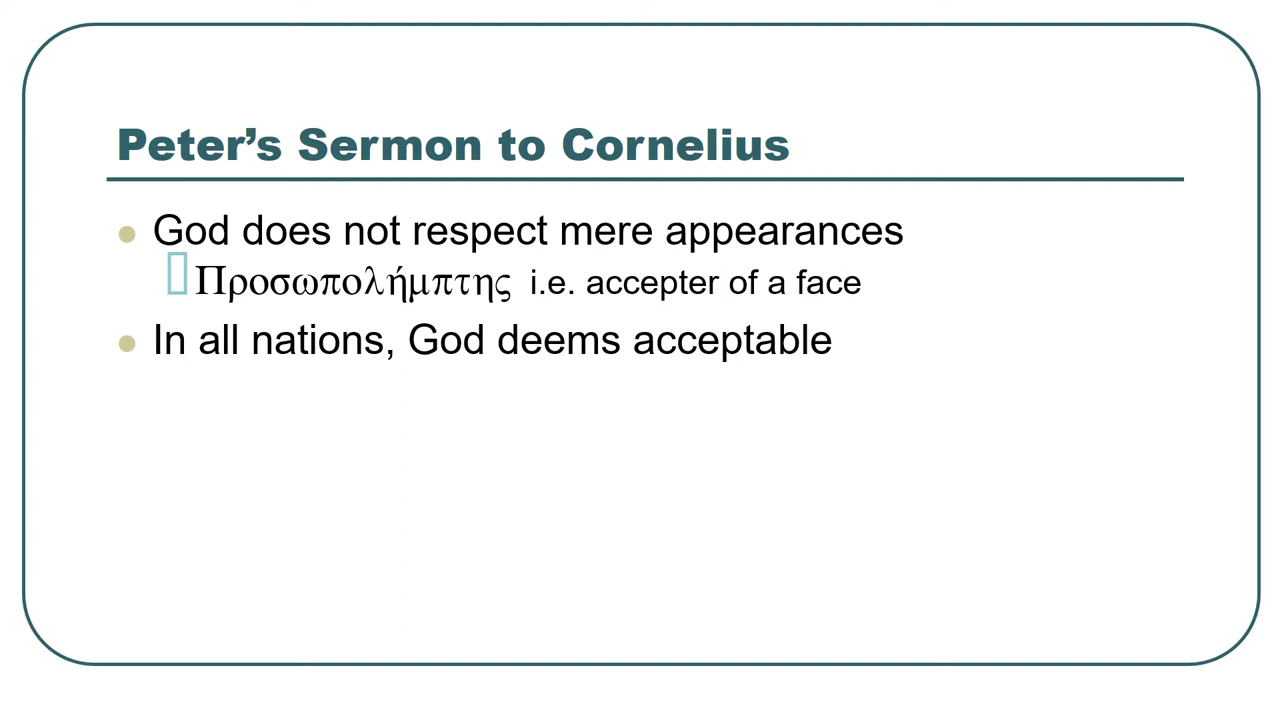 Peter’s Sermon to Cornelius
God does not respect mere appearances
Προσωπολήμπτης i.e. accepter of a face
In all nations, God deems acceptable